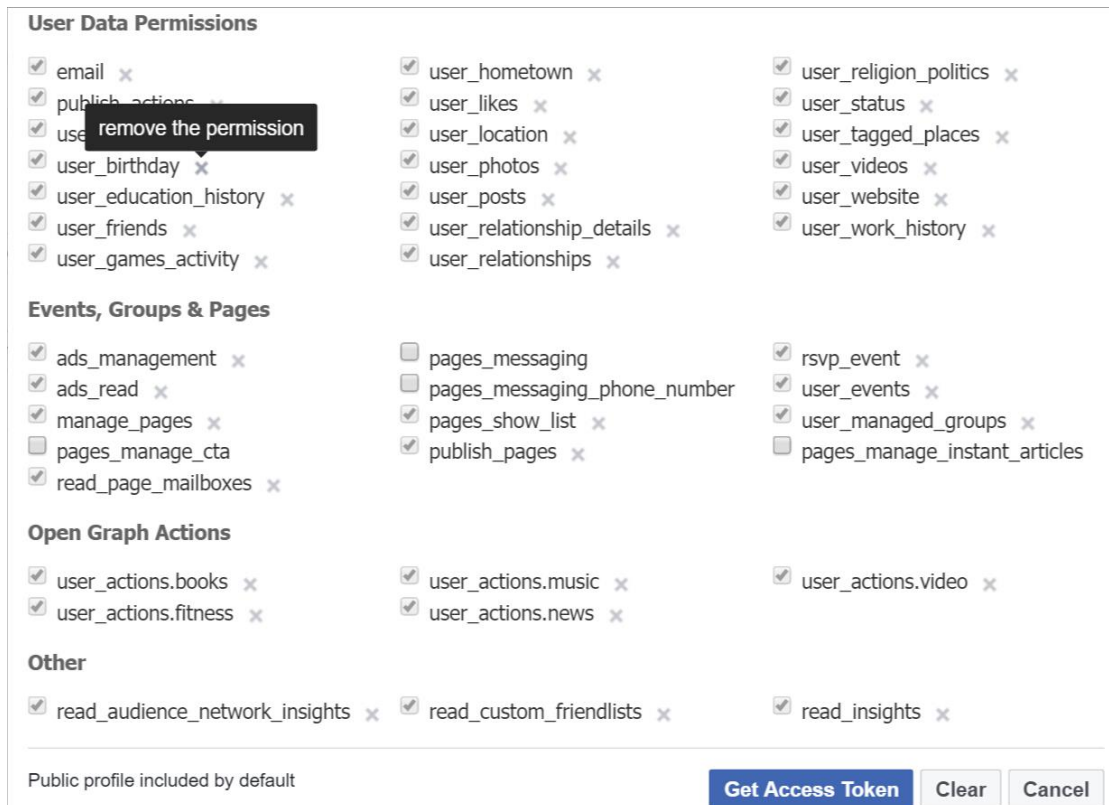 User Data Permissions
email × user_hometown × user_religion_politics ×
publish_actions × user_likes × user_status ×
remove the permission
user_location × user_tagged_places ×
user_birthday × user_photos × user_videos ×
user_education_history × user_posts × user_website ×
user_friends × user_relationship_details × user_work_history ×
user_games_activity × user_relationships ×
Events, Groups & Pages
ads_management × pages_messaging rsvp_event ×
ads_read × pages_messaging_phone_number user_events ×
manage_pages × pages_show_list × user_managed_groups ×
pages_manage_cta publish_pages × pages_manage_instant_articles
read_page_mailboxes ×
Open Graph Actions
user_actions.books × user_actions.music × user_actions.video ×
user_actions.fitness × user_actions.news ×
Other
read_audience_network_insights × read_custom_friendlists × read_insights ×
Public profile included by default Get Access Token Clear Cancel